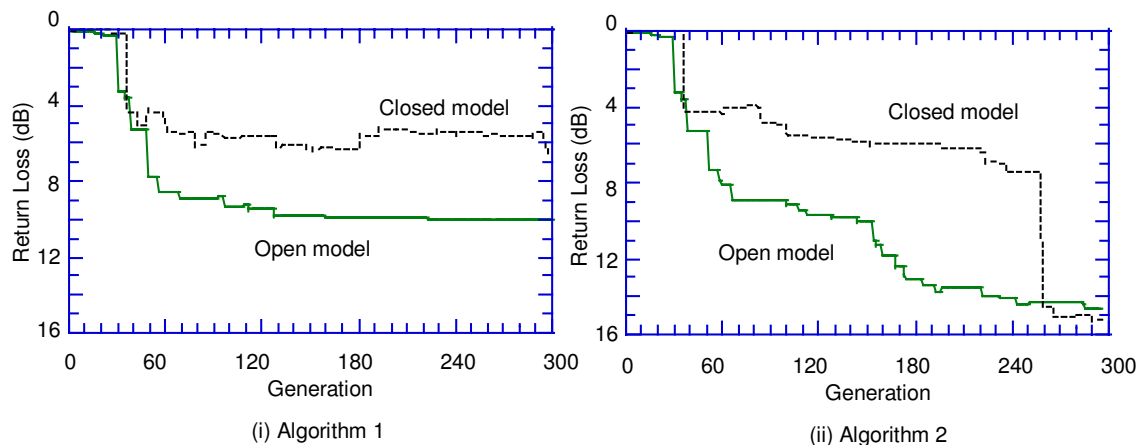 0
4
8
12
16
Return Loss (dB)
Closed model
Open model
0 60 120 180 240 300
Generation
(i) Algorithm 1
0
4
8
12
16
Return Loss (dB)
Closed model
Open model
0 60 120 180 240 300
Generation
(ii) Algorithm 2